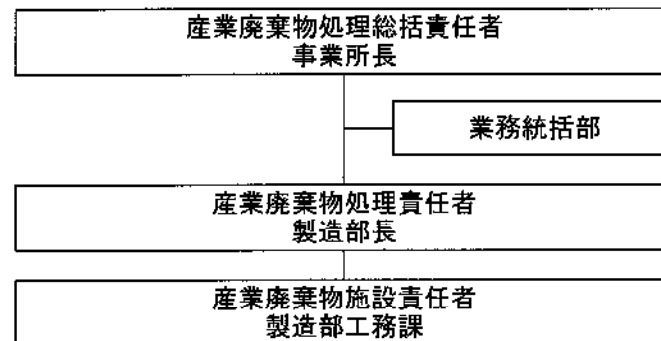 産業廃棄物処理総括責任者
事業所長
業務統括部
産業廃棄物処理責任者
製造部長
産業廃棄物施設責任者
製造部工務課